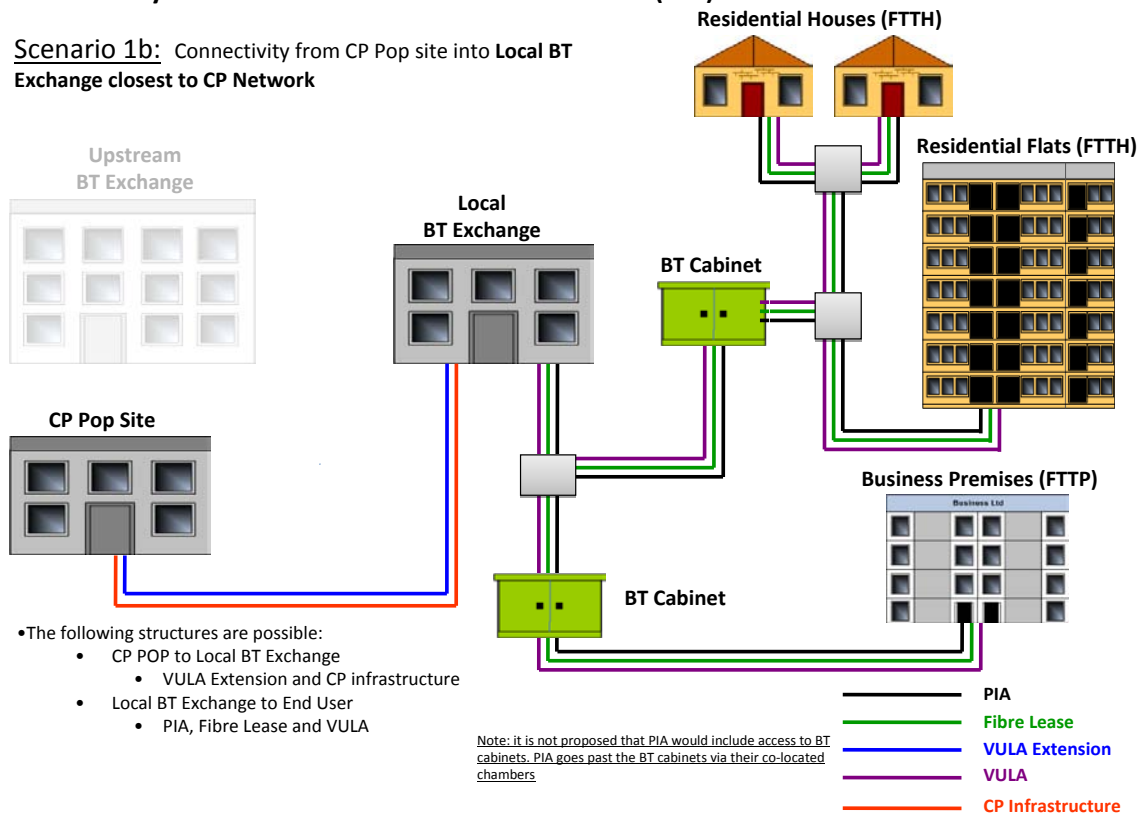 Scenario 1b: Connectivity from CP Pop site into Local BT
Exchange closest to CP Network
Residential Houses (FTTH)
Upstream
BT Exchange
Local
BT Exchange
BT Cabinet
Residential Flats (FTTH)
CP Pop Site
Business Premises (FTTP)
Business Ltd
BT Cabinet
•The following structures are possible:
• CP POP to Local BT Exchange
• VULA Extension and CP infrastructure
• Local BT Exchange to End User
• PIA, Fibre Lease and VULA
Note: it is not proposed that PIA would include access to BT
cabinets. PIA goes past the BT cabinets via their co-located
chambers
PIA
Fibre Lease
VULA Extension
VULA
CP Infrastructure